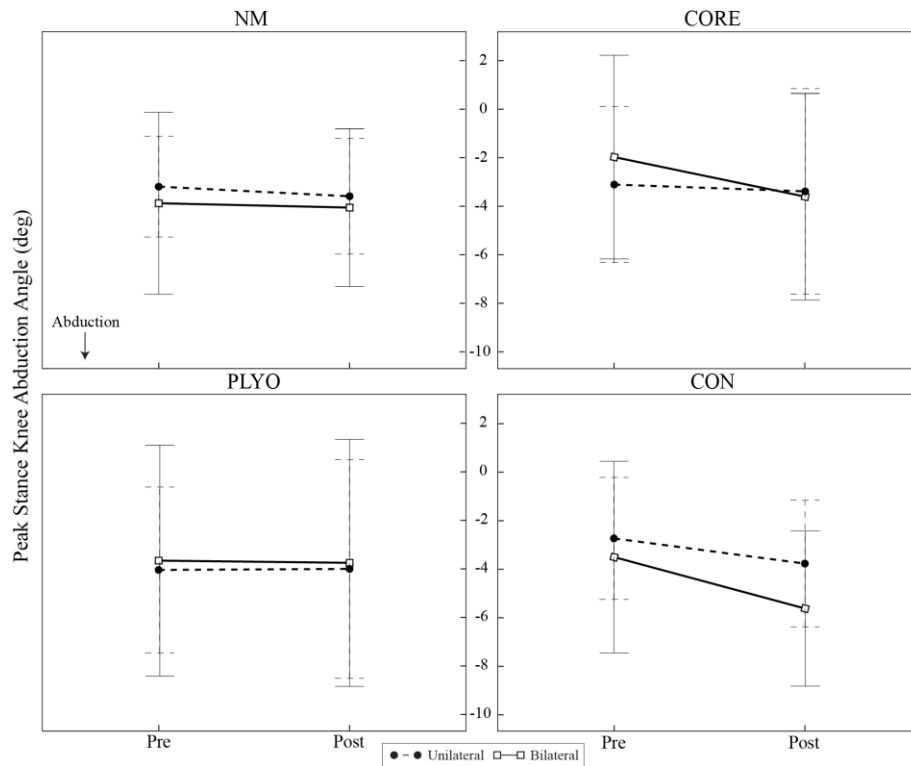 NM
CORE
Peak Stance Knee Abduction Angle (deg)
Abduction
2
0
-2
-4
-6
-8
-10
PLYO
CON
2
0
-2
-4
-6
-8
-10
Pre
Post
Pre
Post
Unilateral
Bilateral